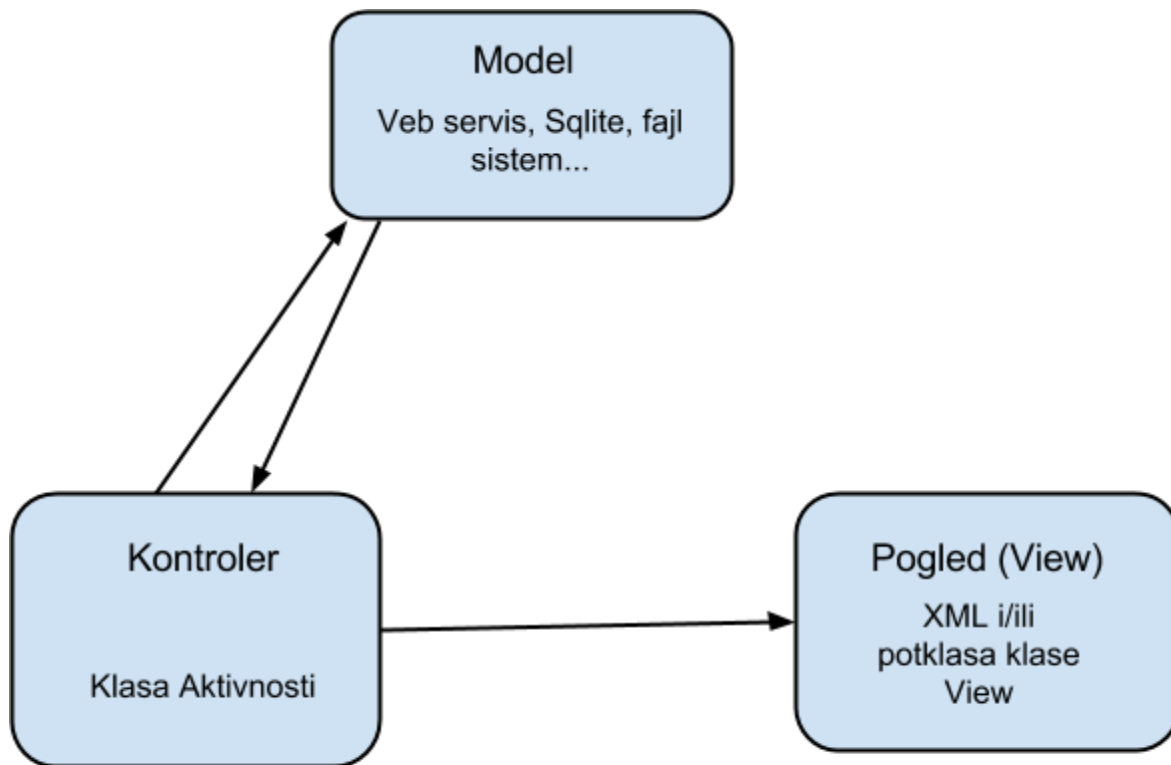 Model
Veb servis, Sqlite, fajl
sistem...
Kontroler
Klasa Aktivnosti
Pogled (View)
XML i/ili
potklasa klase
View